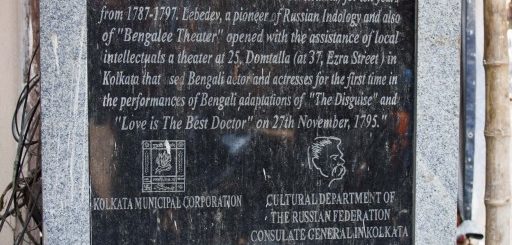 from 1787-1797. Lebedev, a pioneer of Russian Indology and also
of "Bengalee Theater" opened with the assistance of local
intellectuals a theater at 25, Domtalla (at 37, Ezra Street) in
Kolkata that sed Bengali actor and actresses for the first time in
the performances of Bengali adaptations of "The Disguise" and
"Love is The Best Doctor" on 27th November, 1795."
KOLKATA MUNICIPAL CORPORATION
CULTURAL DEPARTMENT OF
THE RUSSIAN FEDERATION
CONSULATE GENERAL IN KOLKATA